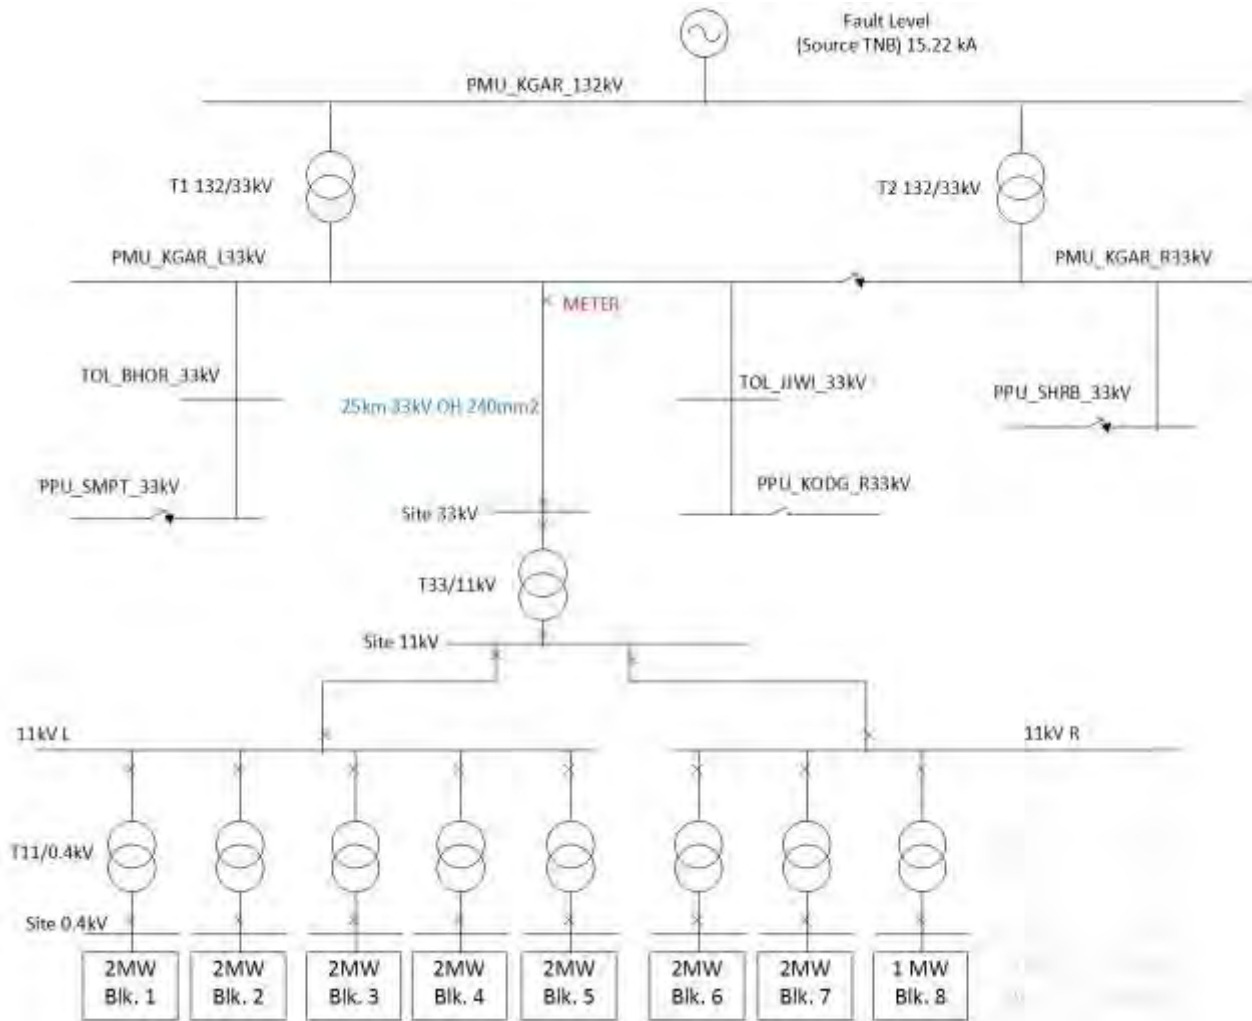 Fault Level
(Source TNB) 15.22 kA
PMU_KGAR_132kV
T1 132/33kV
T2 132/33kV
PMU_KGAR_L33kV
PMU_KGAR_R33kV
METER
TOL_BHOR_33kV
TOL_JJWI_33kV
PPU_SHRB_33kV
25km 33kV OH 240mm2
PPU_SMPT_33kV
PPU_KODG_R33kV
Site 33kV
T33/11kV
Site 11kV
11kV L
11kV R
T11/0.4kV
Site 0.4kV
2MW
Blk. 1
2MW
Blk. 2
2MW
Blk. 3
2MW
Blk. 4
2MW
Blk. 5
2MW
Blk. 6
2MW
Blk. 7
1 MW
Blk. 8